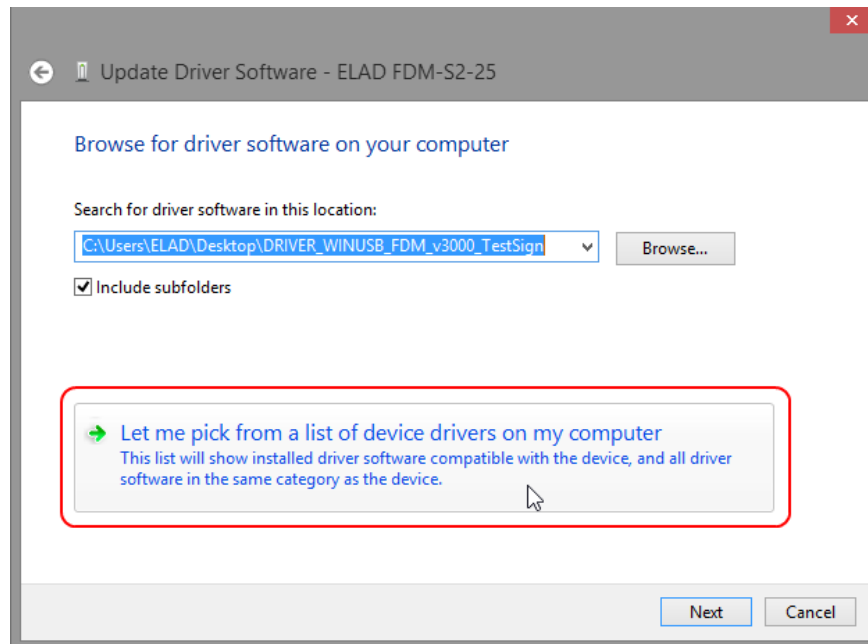 Update Driver Software - ELAD FDM-S2-25
Browse for driver software on your computer
Search for driver software in this location:
C:\Users\ELAD\Desktop\DRIVER_WINUSB_FDM_v3000_TestSign
Browse...
Include subfolders
Let me pick from a list of device drivers on my computer
This list will show installed driver software compatible with the device, and all driver
software in the same category as the device.
Next
Cancel